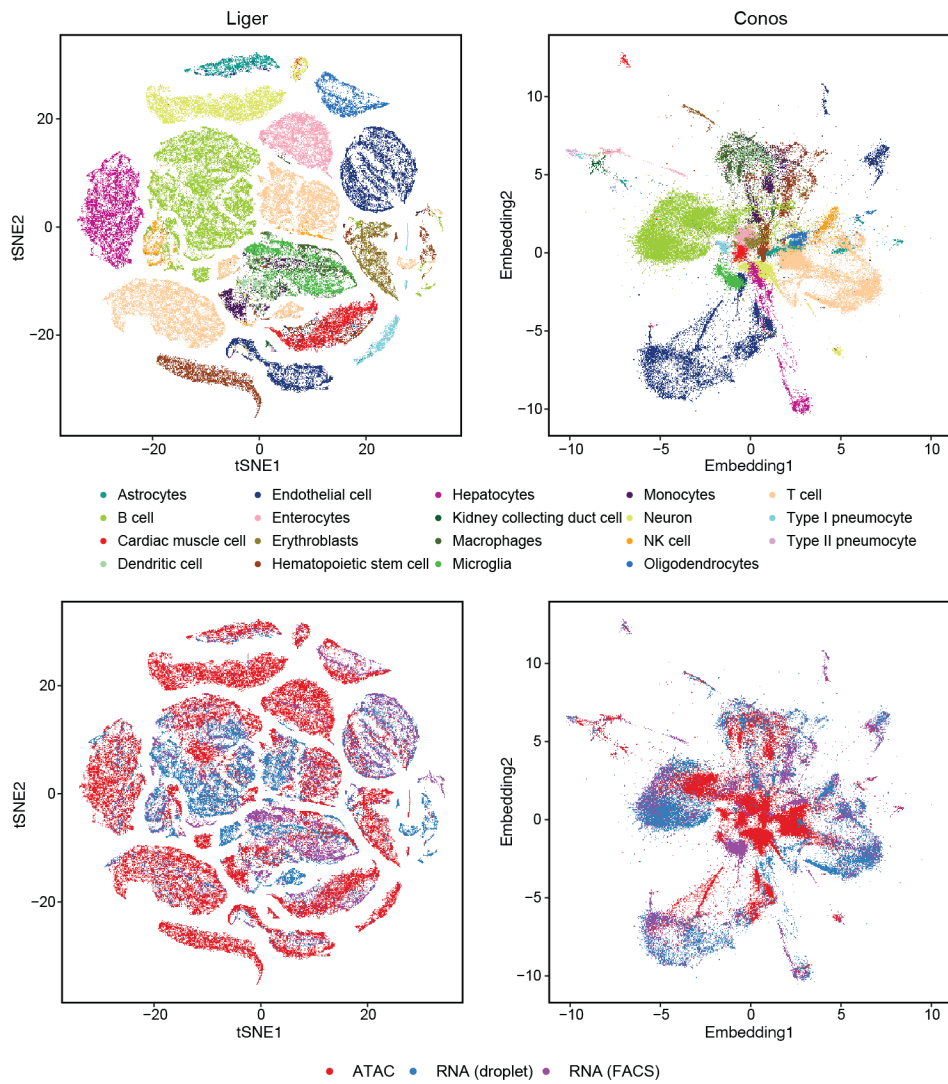 Liger
Conos
20
0
−20
tSNE2
−20
0
20
tSNE1
10
5
0
−5
−10
Embedding2
−10
−5
0
5
10
Embedding1
Astrocytes
Endothelial cell
Hepatocytes
Monocytes
T cell
B cell
Enterocytes
Kidney collecting duct cell
Neuron
Type I pneumocyte
Cardiac muscle cell
Erythroblasts
Macrophages
NK cell
Type II pneumocyte
Dendritic cell
Hematopoietic stem cell
Microglia
Oligodendrocytes
20
0
−20
tSNE2
−20
0
20
tSNE1
10
5
0
−5
−10
Embedding2
−10
−5
0
5
10
Embedding1
ATAC
RNA (droplet)
RNA (FACS)